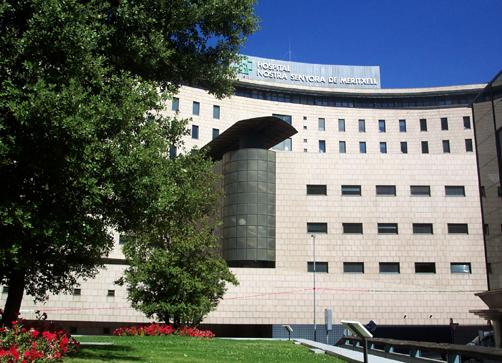 HOSPITAL
NOSTRA SENYORA DE MERITXELL